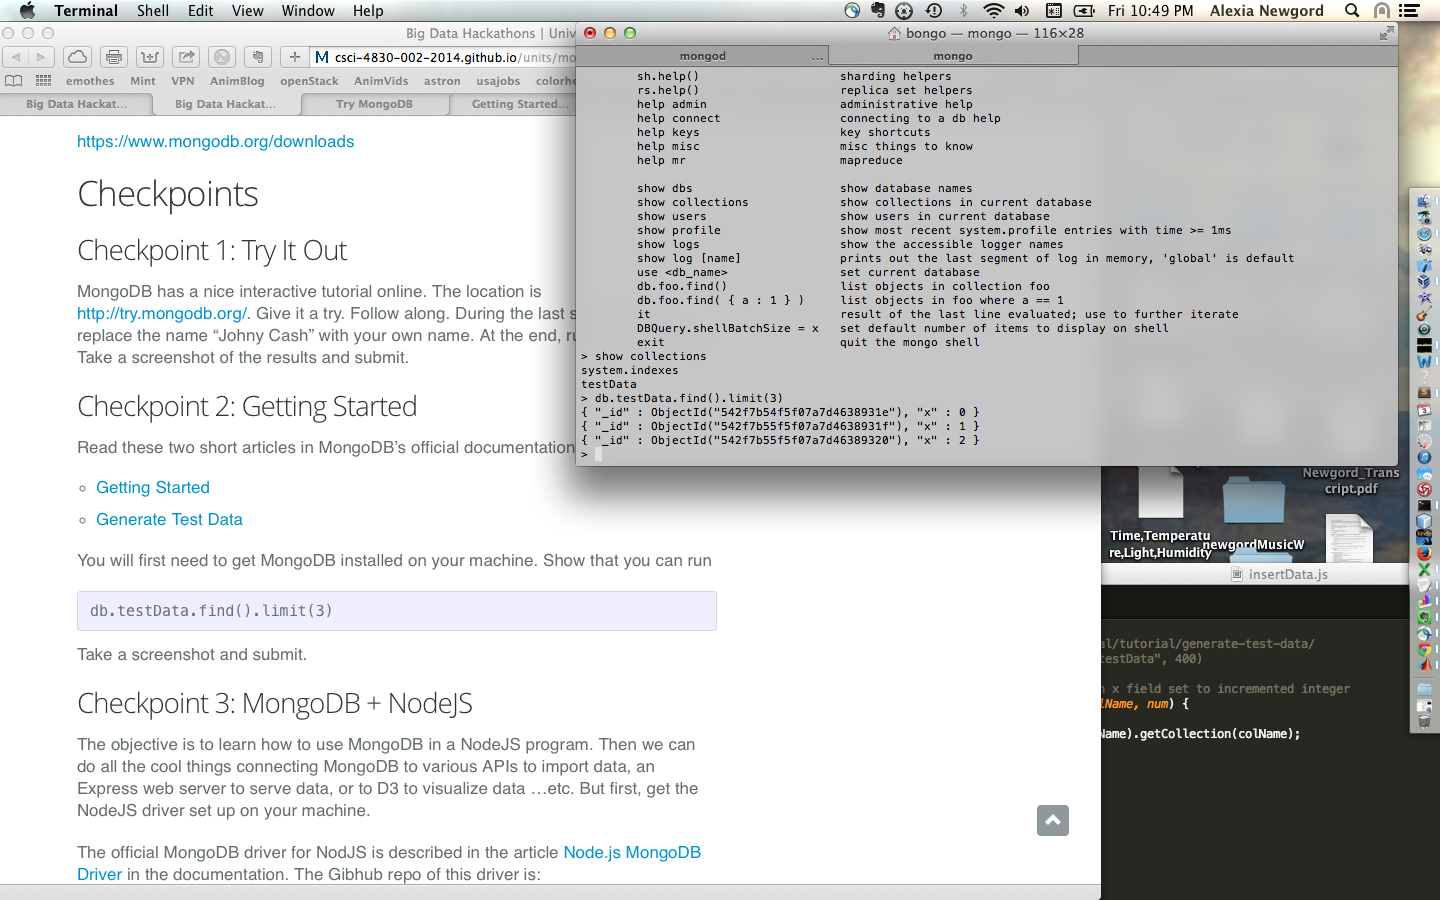 Terminal Shell Edit View Window Help
Fri 10:49 PM Alexia Newgord
Big Data Hackathons | Univ
csci-4830-002-2014.github.io/units/mo
emothes Mint VPN AnimBlog openStack AnimVids astron usajobs colorhe
Big Data Hackat... Big Data Hackat... Try MongoDB Getting Started...
https://www.mongodb.org/downloads
Checkpoints
Checkpoint 1: Try It Out
MongoDB has a nice interactive tutorial online. The location is
http://try.mongodb.org/. Give it a try. Follow along. During the last s
replace the name “Johny Cash” with your own name. At the end, ru
Take a screenshot of the results and submit.
Checkpoint 2: Getting Started
Read these two short articles in MongoDB’s official documentation
Getting Started
Generate Test Data
You will first need to get MongoDB installed on your machine. Show that you can run
db.testData.find().limit(3)
Take a screenshot and submit.
Checkpoint 3: MongoDB + NodeJS
The objective is to learn how to use MongoDB in a NodeJS program. Then we can
do all the cool things connecting MongoDB to various APIs to import data, an
Express web server to serve data, or to D3 to visualize data …etc. But first, get the
NodeJS driver set up on your machine.
The official MongoDB driver for NodJS is described in the article Node.js MongoDB
Driver in the documentation. The Gibhub repo of this driver is:
bongo — mongo — 116×28
mongod ... mongo
sh.help() sharding helpers
rs.help() replica set helpers
help admin administrative help
help connect connecting to a db help
help keys key shortcuts
help misc misc things to know
help mr mapreduce
show dbs show database names
show collections show collections in current database
show users show users in current database
show profile show most recent system.profile entries with time >= 1ms
show logs show the accessible logger names
show log [name] prints out the last segment of log in memory, 'global' is default
use <db_name> set current database
db.foo.find() list objects in collection foo
db.foo.find( { a : 1 } ) list objects in foo where a == 1
it result of the last line evaluated; use to further iterate
DBQuery.shellBatchSize = x set default number of items to display on shell
exit quit the mongo shell
> show collections
system.indexes
testData
> db.testData.find().limit(3)
{ "_id" : ObjectId("542f7b54f5f07a7d4638931e"), "x" : 0 }
{ "_id" : ObjectId("542f7b55f5f07a7d4638931f"), "x" : 1 }
{ "_id" : ObjectId("542f7b55f5f07a7d46389320"), "x" : 2 }
>
Newgord_Trans
cript.pdf
Time,Temperatu
re,Light,Humidity
newgordMusicW
insertData.js
al/tutorial/generate-test-data/
testData", 400)
n x field set to incremented integer
lName, num) {
Name).getCollection(colName);